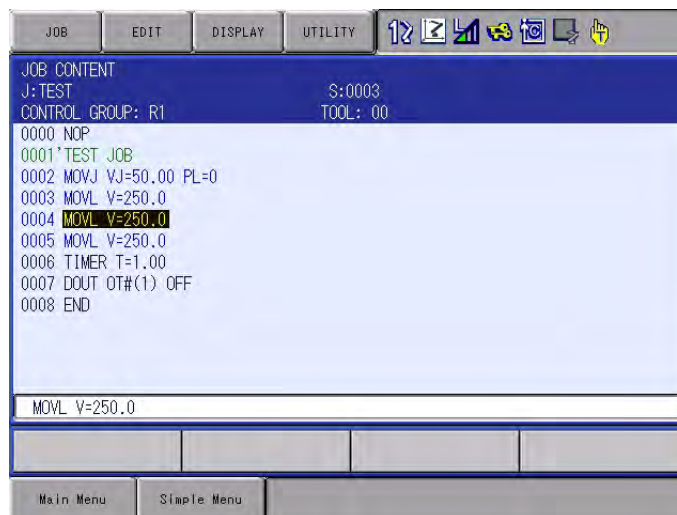 JOB EDIT DISPLAY UTILITY
JOB CONTENT
J:TEST S:0003
CONTROL GROUP: R1 TOOL: 00
0000 NOP
0001'TEST JOB
0002 MOVJ VJ=50.00 PL=0
0003 MOVL V=250.0
0004 MOVL V=250.0
0005 MOVL V=250.0
0006 TIMER T=1.00
0007 DOUT OT#(1) OFF
0008 END
MOVL V=250.0
Main Menu Simple Menu